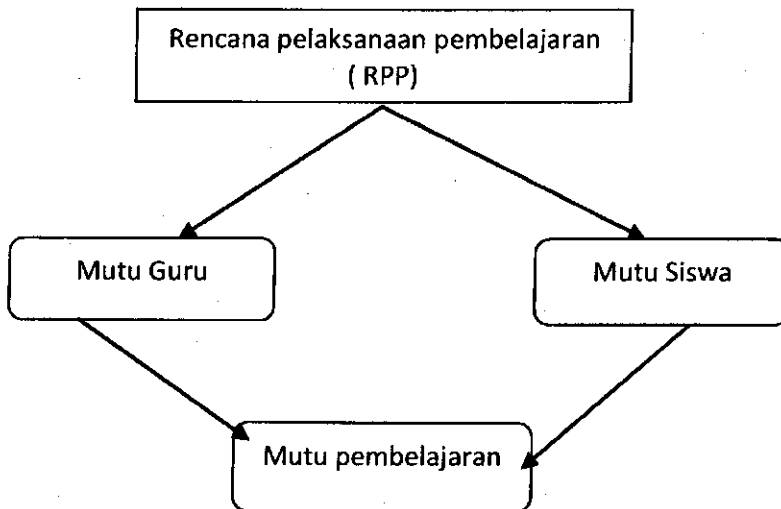 Rencana pelaksanaan pembelajaran
( RPP)
Mutu Guru
Mutu Siswa
Mutu pembelajaran